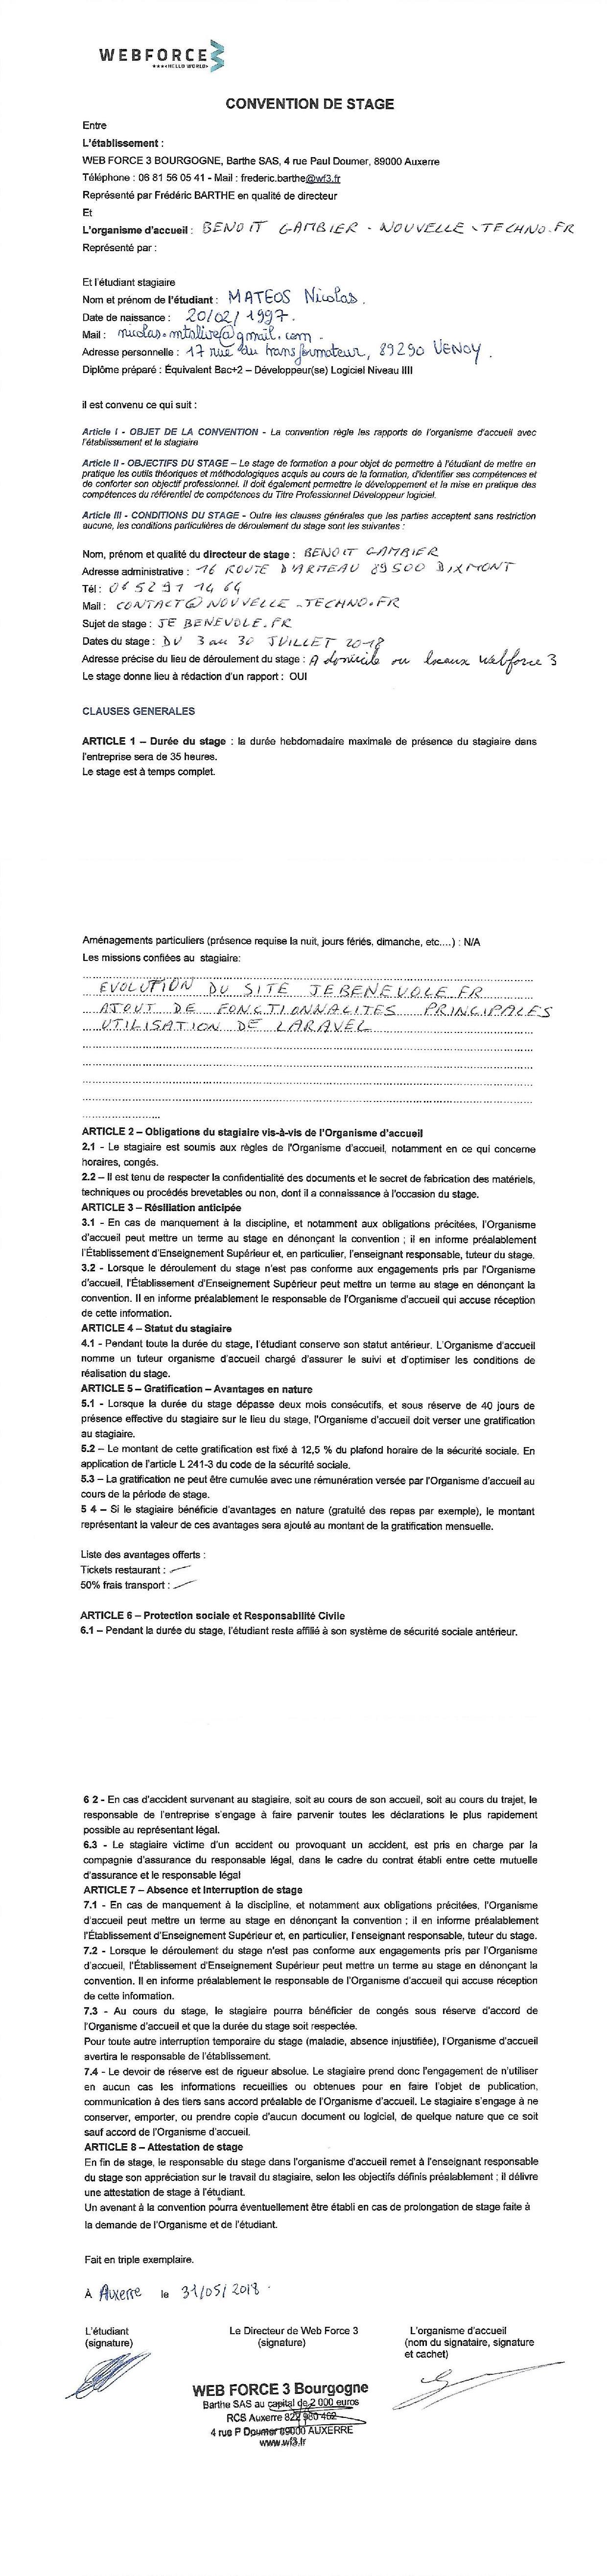 WEBFORCE3
★★★<HELLO WORLD>
CONVENTION DE STAGE
Entre
L'établissement :
WEB FORCE 3 BOURGOGNE, Barthe SAS, 4 rue Paul Doumer, 89000 Auxerre
Téléphone : 06 81 56 05 41 - Mail : frederic.barthe@wf3.fr
Représenté par Frédéric BARTHE en qualité de directeur
Et
L'organisme d'accueil : BENOIT GAMBIER - NOUVELLE-TECHNO.FR
Représenté par :
Et l'étudiant stagiaire
Nom et prénom de l'étudiant : MATEOS Nicolas.
Date de naissance : 20/02/1997.
Mail : nicolas.mtslive@gmail.com.
Adresse personnelle : 17 rue du transformateur, 89290 VENOY.
Diplôme préparé : Équivalent Bac+2 – Développeur(se) Logiciel Niveau IIII
il est convenu ce qui suit :
Article I - OBJET DE LA CONVENTION - La convention règle les rapports de l'organisme d'accueil avec
l'établissement et le stagiaire
Article II - OBJECTIFS DU STAGE – Le stage de formation a pour objet de permettre à l'étudiant de mettre en
pratique les outils théoriques et méthodologiques acquis au cours de la formation, d'identifier ses compétences et
de conforter son objectif professionnel. Il doit également permettre le développement et la mise en pratique des
compétences du référentiel de compétences du Titre Professionnel Développeur logiciel.
Article III - CONDITIONS DU STAGE - Outre les clauses générales que les parties acceptent sans restriction
aucune, les conditions particulières de déroulement du stage sont les suivantes :
Nom, prénom et qualité du directeur de stage : BENOIT GAMBIER
Adresse administrative : 16 ROUTE D'ARMEAU 89500 DIXMONT
Tél : 06 52 91 14 64
Mail : CONTACT@NOUVELLE-TECHNO.FR
Sujet de stage : JE BENEVOLE.FR
Dates du stage : DU 3 au 30 JUILLET 2018
Adresse précise du lieu de déroulement du stage : A domicile ou locaux webforce 3
Le stage donne lieu à rédaction d'un rapport : OUI
CLAUSES GENERALES
ARTICLE 1 – Durée du stage : la durée hebdomadaire maximale de présence du stagiaire dans
l'entreprise sera de 35 heures.
Le stage est à temps complet.
Aménagements particuliers (présence requise la nuit, jours fériés, dimanche, etc....) : N/A
Les missions confiées au stagiaire:
EVOLUTION DU SITE JEBENEVOLE.FR
AJOUT DE FONCTIONNALITES PRINCIPALES
UTILISATION DE LARAVEL
ARTICLE 2 – Obligations du stagiaire vis-à-vis de l'Organisme d'accueil
2.1 - Le stagiaire est soumis aux règles de l'Organisme d'accueil, notamment en ce qui concerne
horaires, congés.
2.2 – Il est tenu de respecter la confidentialité des documents et le secret de fabrication des matériels,
techniques ou procédés brevetables ou non, dont il a connaissance à l'occasion du stage.
ARTICLE 3 – Résiliation anticipée
3.1 - En cas de manquement à la discipline, et notamment aux obligations précitées, l'Organisme
d'accueil peut mettre un terme au stage en dénonçant la convention ; il en informe préalablement
l'Établissement d'Enseignement Supérieur et, en particulier, l'enseignant responsable, tuteur du stage.
3.2 - Lorsque le déroulement du stage n'est pas conforme aux engagements pris par l'Organisme
d'accueil, l'Établissement d'Enseignement Supérieur peut mettre un terme au stage en dénonçant la
convention. Il en informe préalablement le responsable de l'Organisme d'accueil qui accuse réception
de cette information.
ARTICLE 4 – Statut du stagiaire
4.1 - Pendant toute la durée du stage, l'étudiant conserve son statut antérieur. L'Organisme d'accueil
nomme un tuteur organisme d'accueil chargé d'assurer le suivi et d'optimiser les conditions de
réalisation du stage.
ARTICLE 5 – Gratification – Avantages en nature
5.1 - Lorsque la durée du stage dépasse deux mois consécutifs, et sous réserve de 40 jours de
présence effective du stagiaire sur le lieu du stage, l'Organisme d'accueil doit verser une gratification
au stagiaire.
5.2 – Le montant de cette gratification est fixé à 12,5 % du plafond horaire de la sécurité sociale. En
application de l'article L 241-3 du code de la sécurité sociale.
5.3 – La gratification ne peut être cumulée avec une rémunération versée par l'Organisme d'accueil au
cours de la période de stage.
5 4 – Si le stagiaire bénéficie d'avantages en nature (gratuité des repas par exemple), le montant
représentant la valeur de ces avantages sera ajouté au montant de la gratification mensuelle.
Liste des avantages offerts :
Tickets restaurant :
50% frais transport :
ARTICLE 6 – Protection sociale et Responsabilité Civile
6.1 – Pendant la durée du stage, l'étudiant reste affilié à son système de sécurité sociale antérieur.
6 2 - En cas d'accident survenant au stagiaire, soit au cours de son accueil, soit au cours du trajet, le
responsable de l'entreprise s'engage à faire parvenir toutes les déclarations le plus rapidement
possible au représentant légal.
6.3 - Le stagiaire victime d'un accident ou provoquant un accident, est pris en charge par la
compagnie d'assurance du responsable légal, dans le cadre du contrat établi entre cette mutuelle
d'assurance et le responsable légal
ARTICLE 7 – Absence et Interruption de stage
7.1 - En cas de manquement à la discipline, et notamment aux obligations précitées, l'Organisme
d'accueil peut mettre un terme au stage en dénonçant la convention ; il en informe préalablement
l'Établissement d'Enseignement Supérieur et, en particulier, l'enseignant responsable, tuteur du stage.
7.2 - Lorsque le déroulement du stage n'est pas conforme aux engagements pris par l'Organisme
d'accueil, l'Établissement d'Enseignement Supérieur peut mettre un terme au stage en dénonçant la
convention. Il en informe préalablement le responsable de l'Organisme d'accueil qui accuse réception
de cette information.
7.3 - Au cours du stage, le stagiaire pourra bénéficier de congés sous réserve d'accord de
l'Organisme d'accueil et que la durée du stage soit respectée.
Pour toute autre interruption temporaire du stage (maladie, absence injustifiée), l'Organisme d'accueil
avertira le responsable de l'établissement.
7.4 - Le devoir de réserve est de rigueur absolue. Le stagiaire prend donc l'engagement de n'utiliser
en aucun cas les informations recueillies ou obtenues pour en faire l'objet de publication,
communication à des tiers sans accord préalable de l'Organisme d'accueil. Le stagiaire s'engage à ne
conserver, emporter, ou prendre copie d'aucun document ou logiciel, de quelque nature que ce soit
sauf accord de l'Organisme d'accueil.
ARTICLE 8 – Attestation de stage
En fin de stage, le responsable du stage dans l'organisme d'accueil remet à l'enseignant responsable
du stage son appréciation sur le travail du stagiaire, selon les objectifs définis préalablement ; il délivre
une attestation de stage à l'étudiant.
Un avenant à la convention pourra éventuellement être établi en cas de prolongation de stage faite à
la demande de l'Organisme et de l'étudiant.
Fait en triple exemplaire.
À Auxerre le 31/05/2018.
L'étudiant Le Directeur de Web Force 3 L'organisme d'accueil
(signature) (signature) (nom du signataire, signature
et cachet)
WEB FORCE 3 Bourgogne
Barthe SAS au capital de 2 000 euros
RCS Auxerre 822 980 462
4 rue P Doumer 89000 AUXERRE
www.wf3.fr